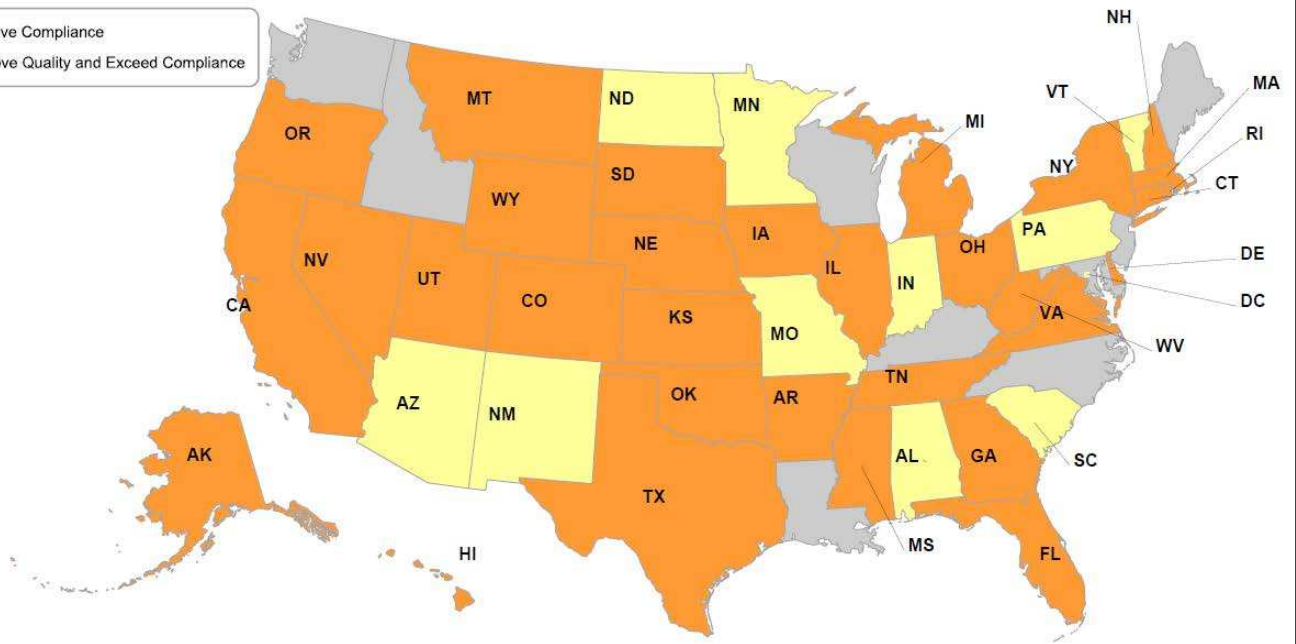 ve Compliance
ve Quality and Exceed Compliance
NH
MA
VT
RI
MT
ND
MN
MI
OR
NY
CT
SD
WY
PA
IA
NE
OH
DE
NV
UT
IL
IN
CO
DC
CA
KS
VA
MO
WV
TN
OK
AR
AZ
NM
AK
AL
GA
SC
TX
HI
MS
FL